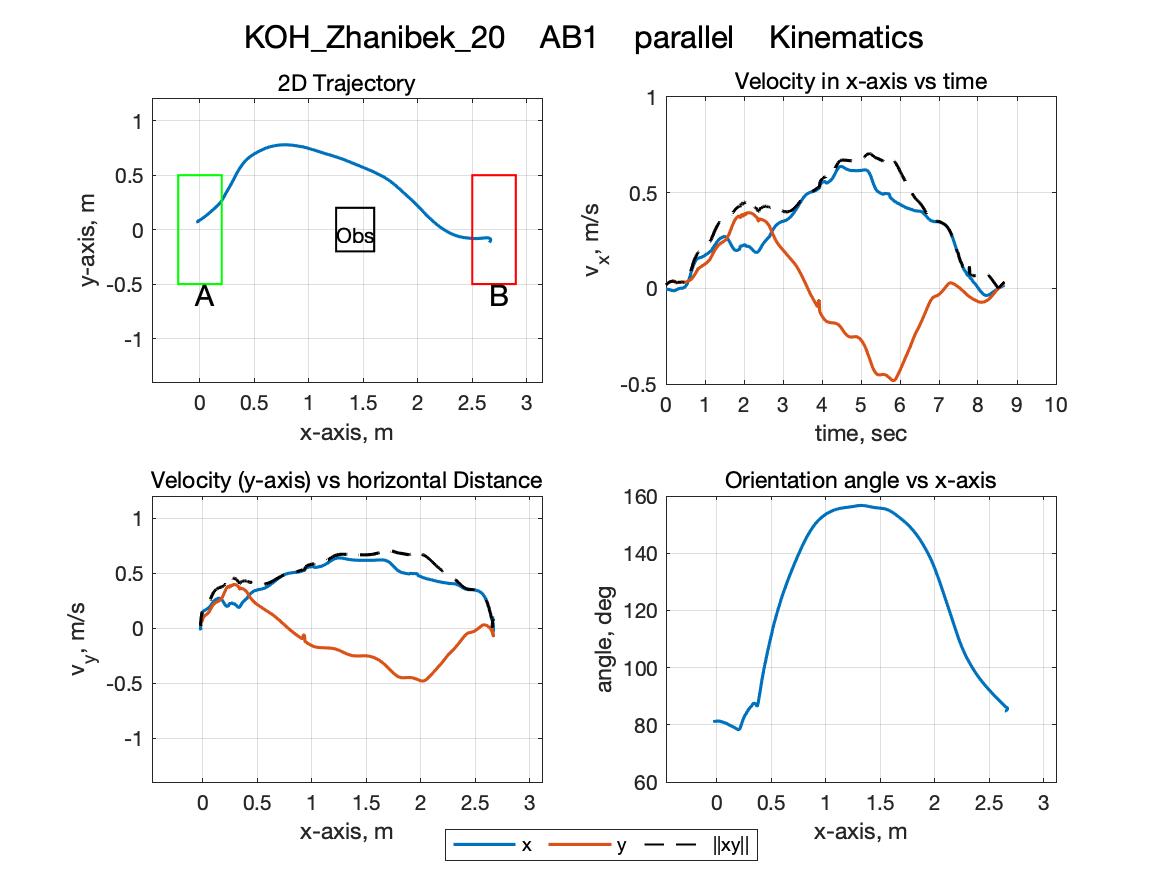 KOH_Zhanibek_20 AB1 parallel Kinematics
2D Trajectory
1
0.5
0
-0.5
-1
y-axis, m
Obs
A
B
0 0.5 1 1.5 2 2.5 3
x-axis, m
Velocity in x-axis vs time
1
0.5
0
-0.5
vx, m/s
0 1 2 3 4 5 6 7 8 9 10
time, sec
Velocity (y-axis) vs horizontal Distance
1
0.5
0
-0.5
-1
vy, m/s
0 0.5 1 1.5 2 2.5 3
x-axis, m
Orientation angle vs x-axis
160
140
120
100
80
60
angle, deg
0 0.5 1 1.5 2 2.5 3
x-axis, m
x y ||xy||